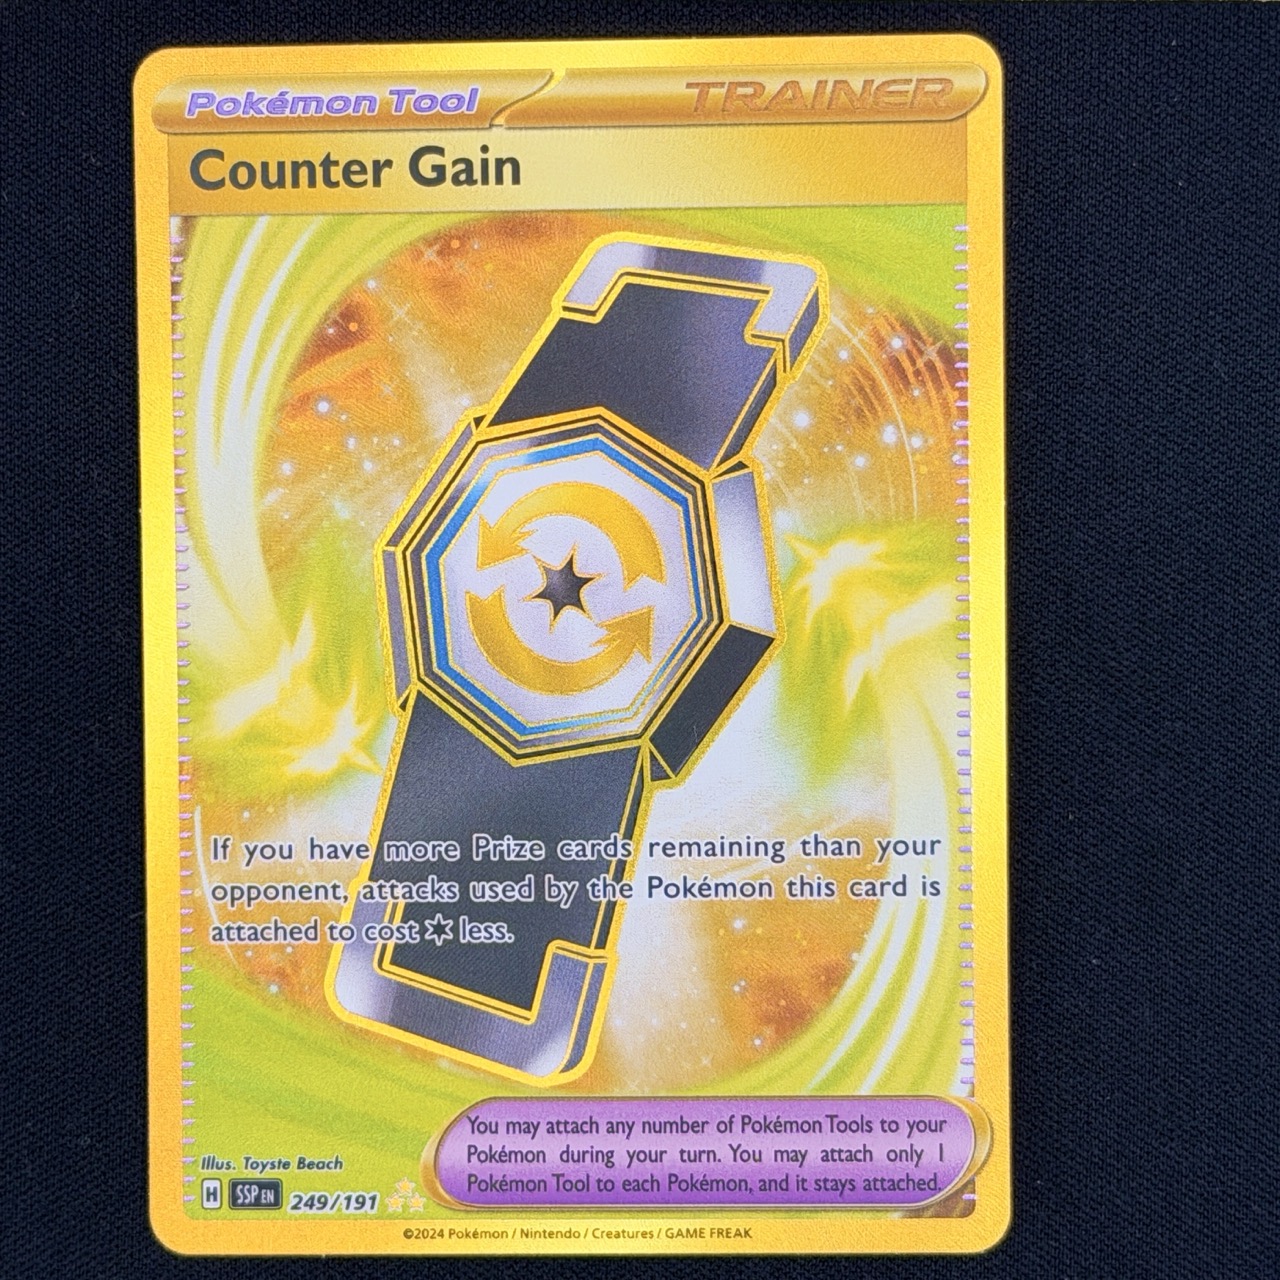 Pokémon Tool TRAINER
Counter Gain
If you have more Prize cards remaining than your
opponent, attacks used by the Pokémon this card is
attached to cost less.
You may attach any number of Pokémon Tools to your
Pokémon during your turn. You may attach only 1
Pokémon Tool to each Pokémon, and it stays attached.
Illus. Toyste Beach
H SSP EN 249/191
©2024 Pokémon / Nintendo / Creatures / GAME FREAK